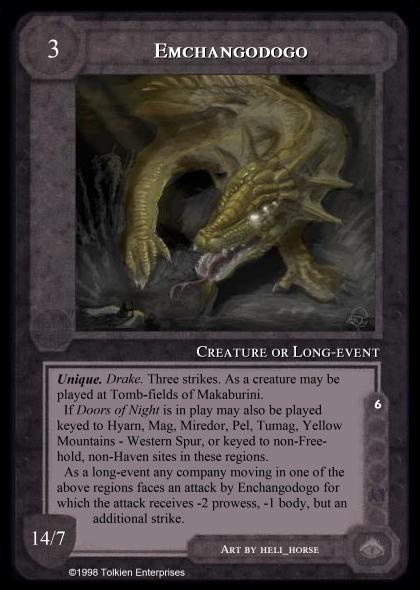 3
EMCHANGODOGO
CREATURE OR LONG-EVENT
Unique. Drake. Three strikes. As a creature may be
played at Tomb-fields of Makaburini.
If Doors of Night is in play may also be played
keyed to Hyarn, Mag, Miredor, Pel, Tumag, Yellow
Mountains - Western Spur, or keyed to non-Free-
hold, non-Haven sites in these regions.
As a long-event any company moving in one of the
above regions faces an attack by Enchangodogo for
which the attack receives -2 prowess, -1 body, but an
additional strike.
6
14/7
ART BY HELI_HORSE
©1998 Tolkien Enterprises